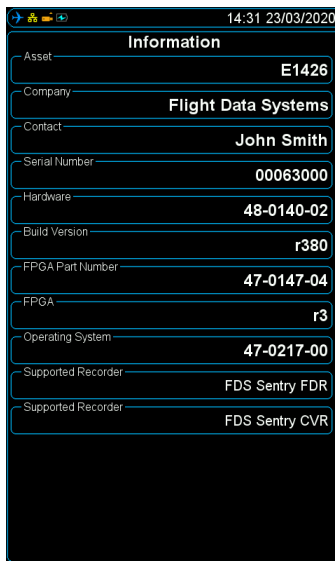 14:31 23/03/2020
Information
Asset
E1426
Company
Flight Data Systems
Contact
John Smith
Serial Number
00063000
Hardware
48-0140-02
Build Version
r380
FPGA Part Number
47-0147-04
FPGA
r3
Operating System
47-0217-00
Supported Recorder
FDS Sentry FDR
Supported Recorder
FDS Sentry CVR